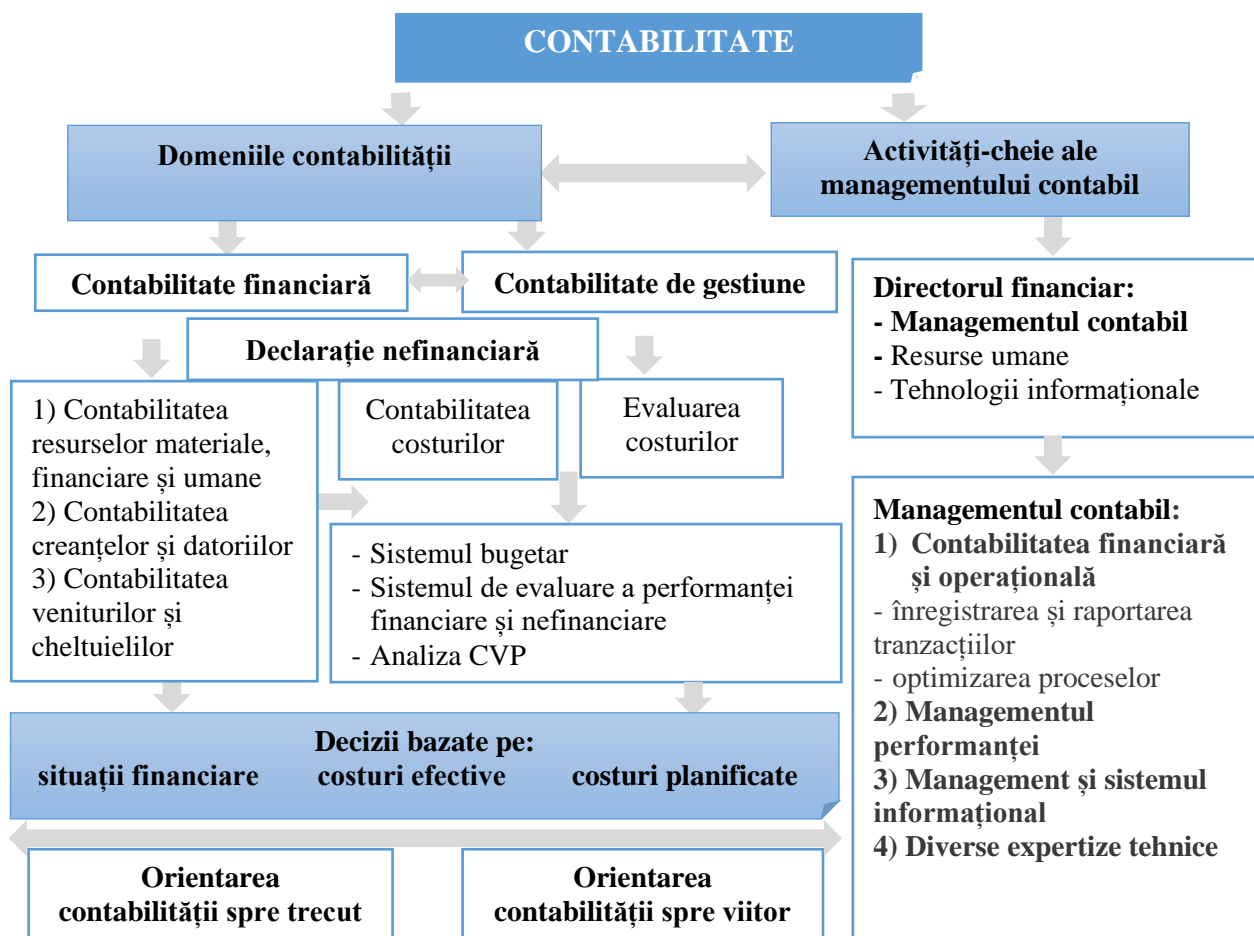 CONTABILITATE
Domeniile contabilității
Activități-cheie ale
managementului contabil
Contabilitate financiară
Contabilitate de gestiune
Declarație nefinanciară
1) Contabilitatea
resurselor materiale,
financiare și umane
2) Contabilitatea
creanțelor și datoriilor
3) Contabilitatea
veniturilor și
cheltuielilor
Contabilitatea
costurilor
Evaluarea
costurilor
- Sistemul bugetar
- Sistemul de evaluare a performanței
financiare și nefinanciare
- Analiza CVP
Decizii bazate pe:
situații financiare costuri efective costuri planificate
Orientarea
contabilității spre trecut
Orientarea
contabilității spre viitor
Directorul financiar:
- Managementul contabil
- Resurse umane
- Tehnologii informaționale
Managementul contabil:
1) Contabilitatea financiară
și operațională
- înregistrarea și raportarea
tranzacțiilor
- optimizarea proceselor
2) Managementul
performanței
3) Management și sistemul
informațional
4) Diverse expertize tehnice